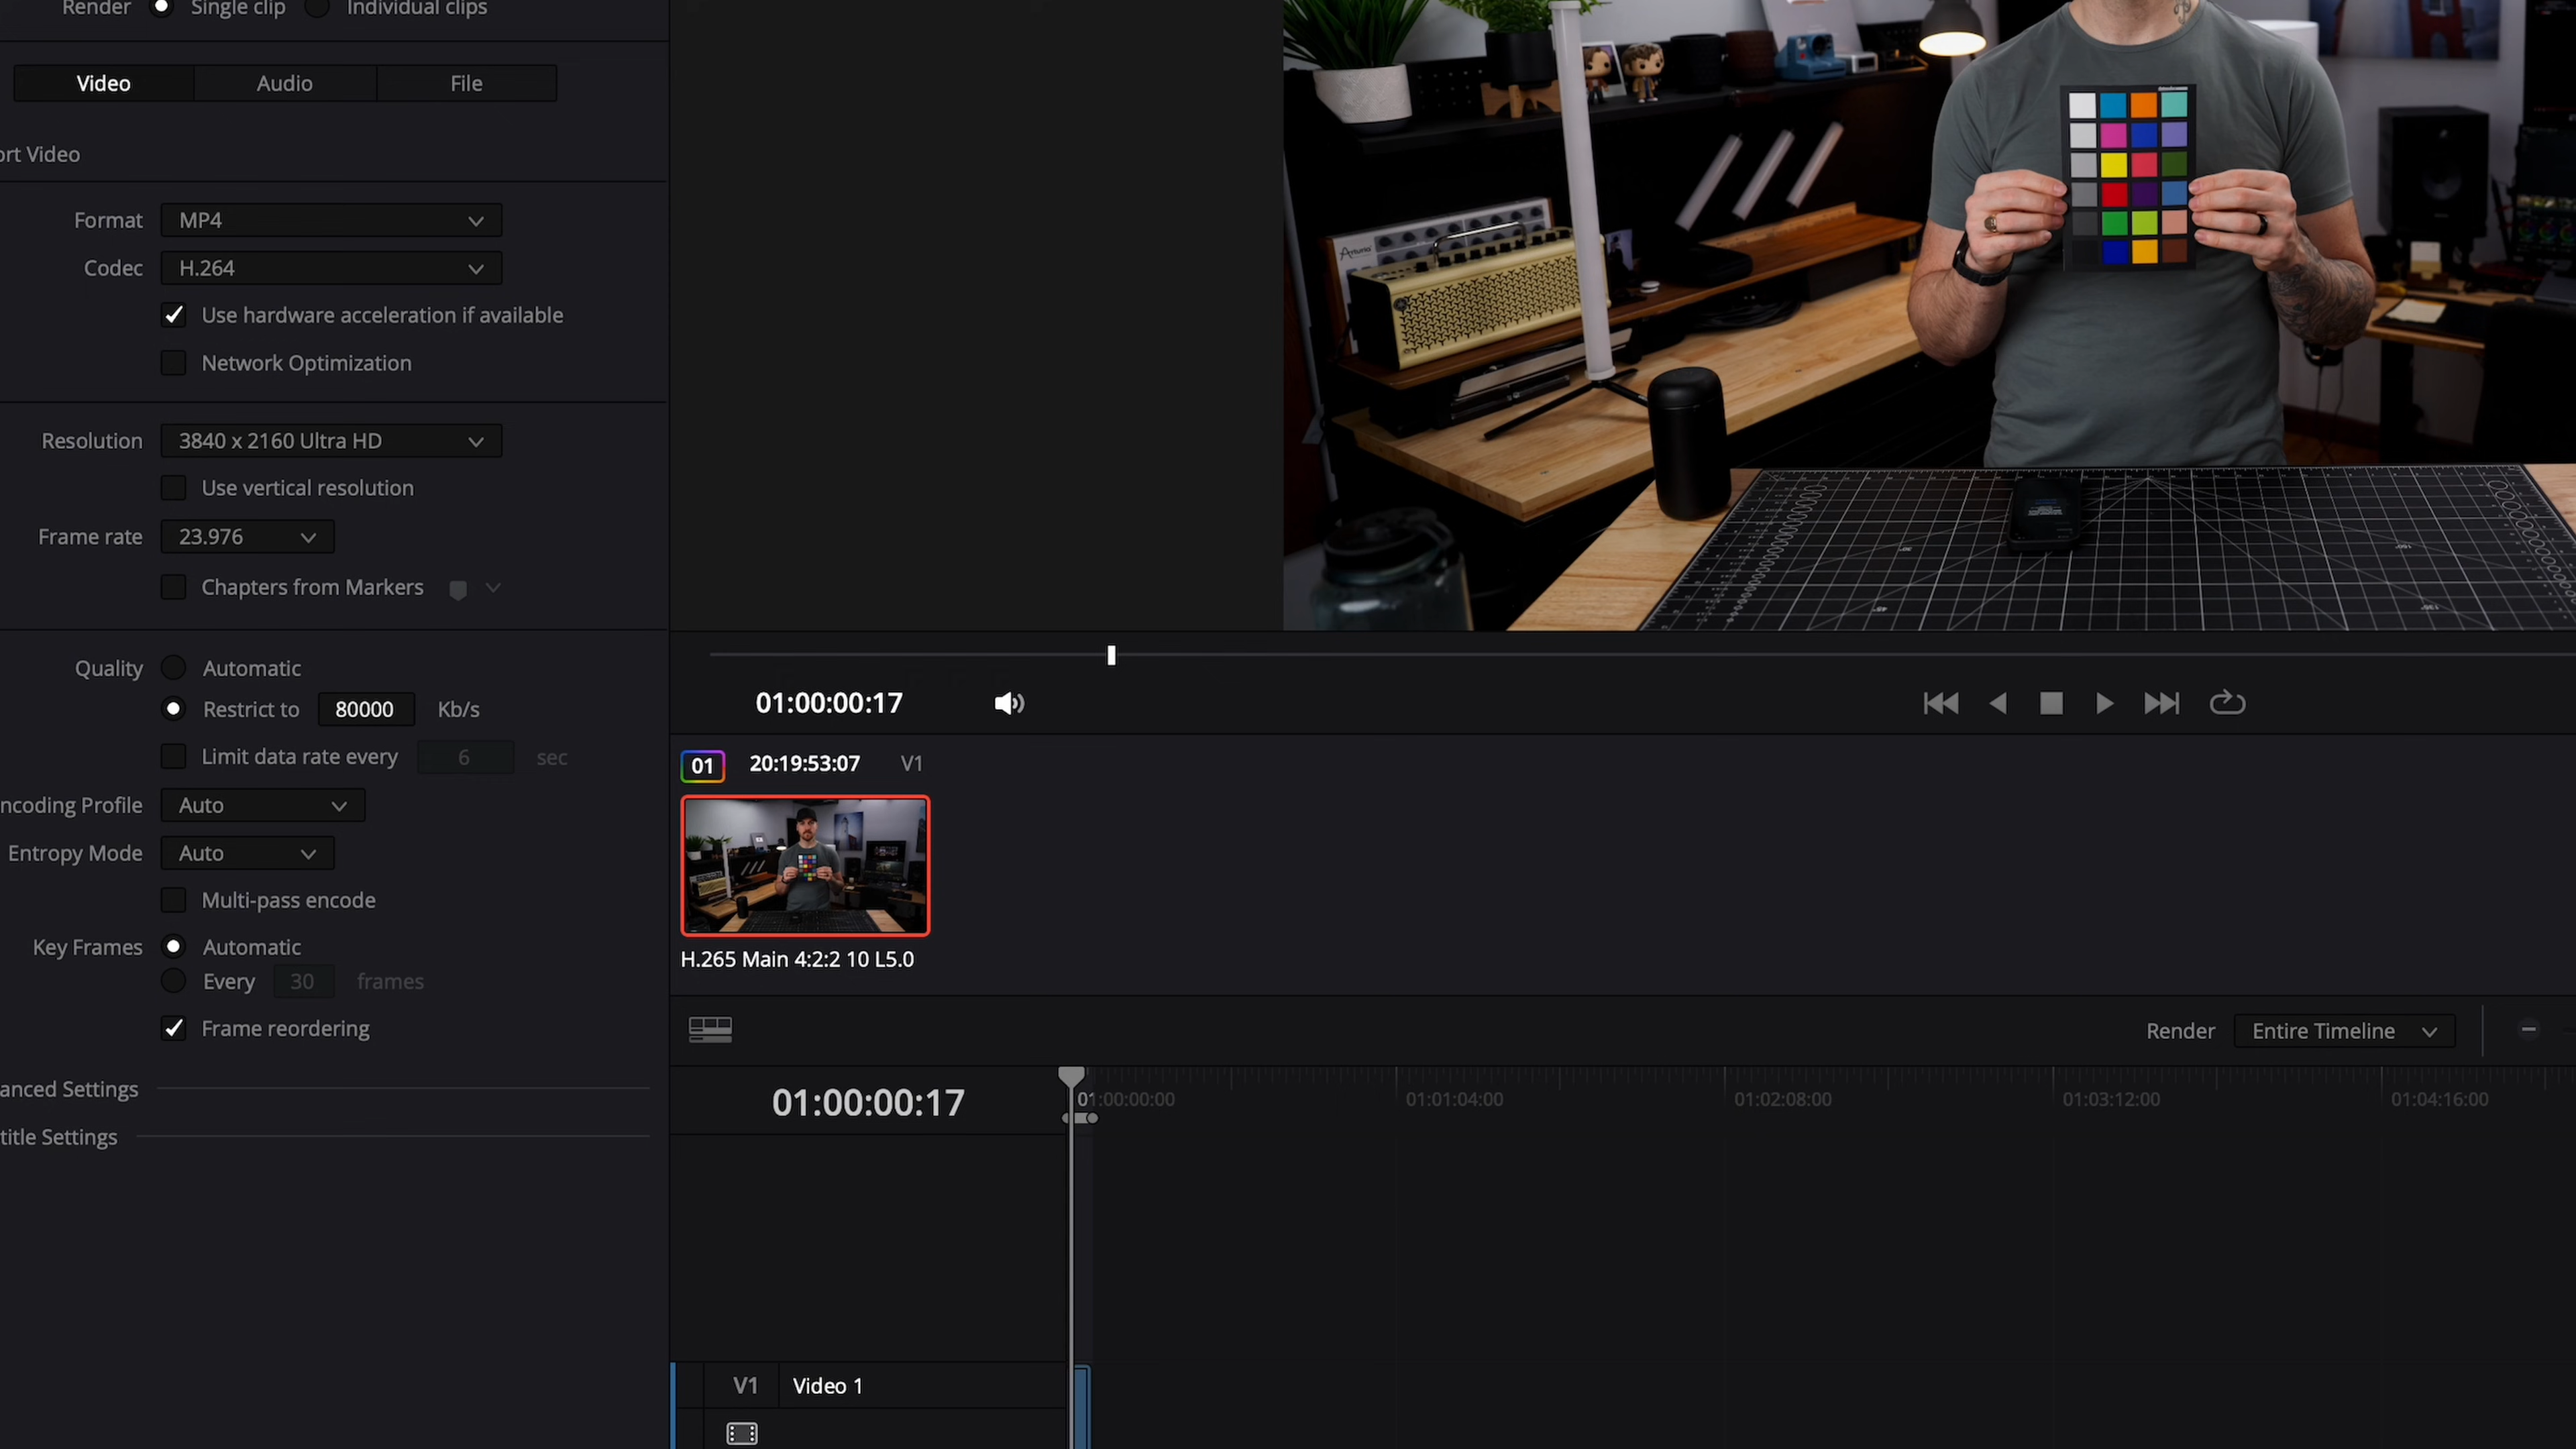 Render Single clip Individual clips
Video Audio File
ort Video
Format MP4
Codec H.264
Use hardware acceleration if available
Network Optimization
Resolution 3840 x 2160 Ultra HD
Use vertical resolution
Frame rate 23.976
Chapters from Markers
Quality Automatic
Restrict to 80000 Kb/s
Limit data rate every 6 sec
ncoding Profile Auto
Entropy Mode Auto
Multi-pass encode
Key Frames Automatic
Every 30 frames
Frame reordering
anced Settings
title Settings
Arturia
01:00:00:17
01 20:19:53:07 V1
H.265 Main 4:2:2 10 L5.0
Render Entire Timeline
01:00:00:17
01:00:00:00 01:01:04:00 01:02:08:00 01:03:12:00 01:04:16:00
V1 Video 1